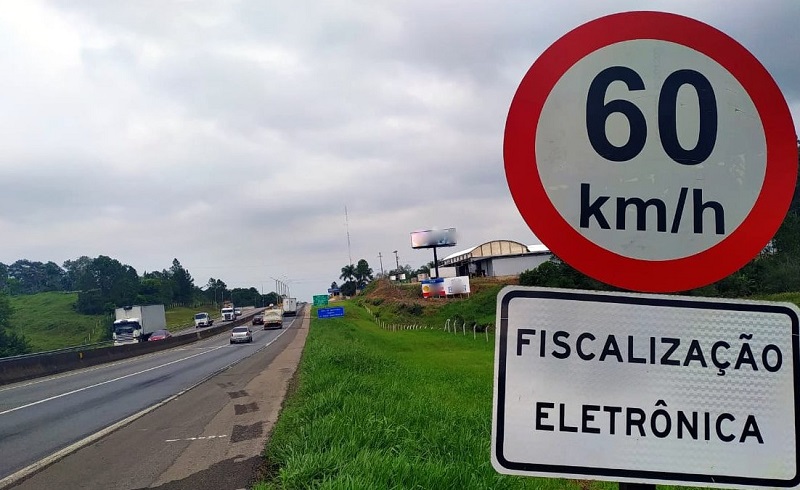 60
km/h
FISCALIZAÇÃO
ELETRÔNICA